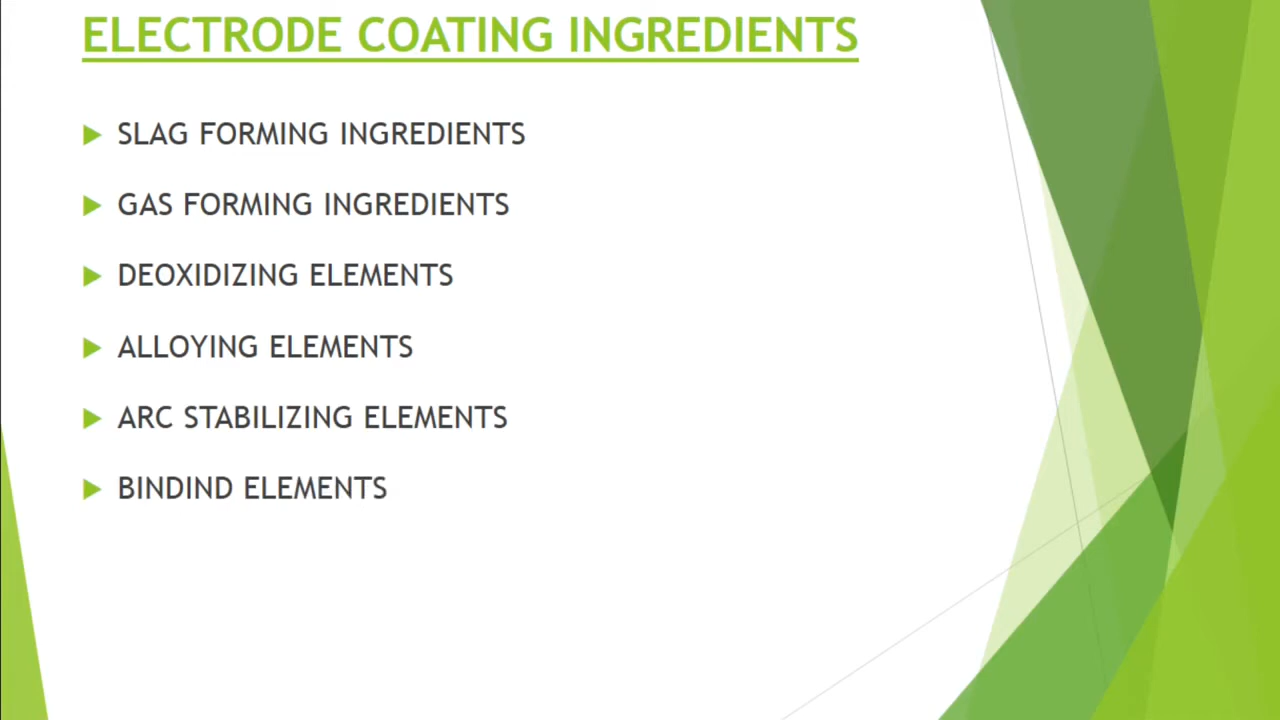 ELECTRODE COATING INGREDIENTS
SLAG FORMING INGREDIENTS
GAS FORMING INGREDIENTS
DEOXIDIZING ELEMENTS
ALLOYING ELEMENTS
ARC STABILIZING ELEMENTS
BINDIND ELEMENTS